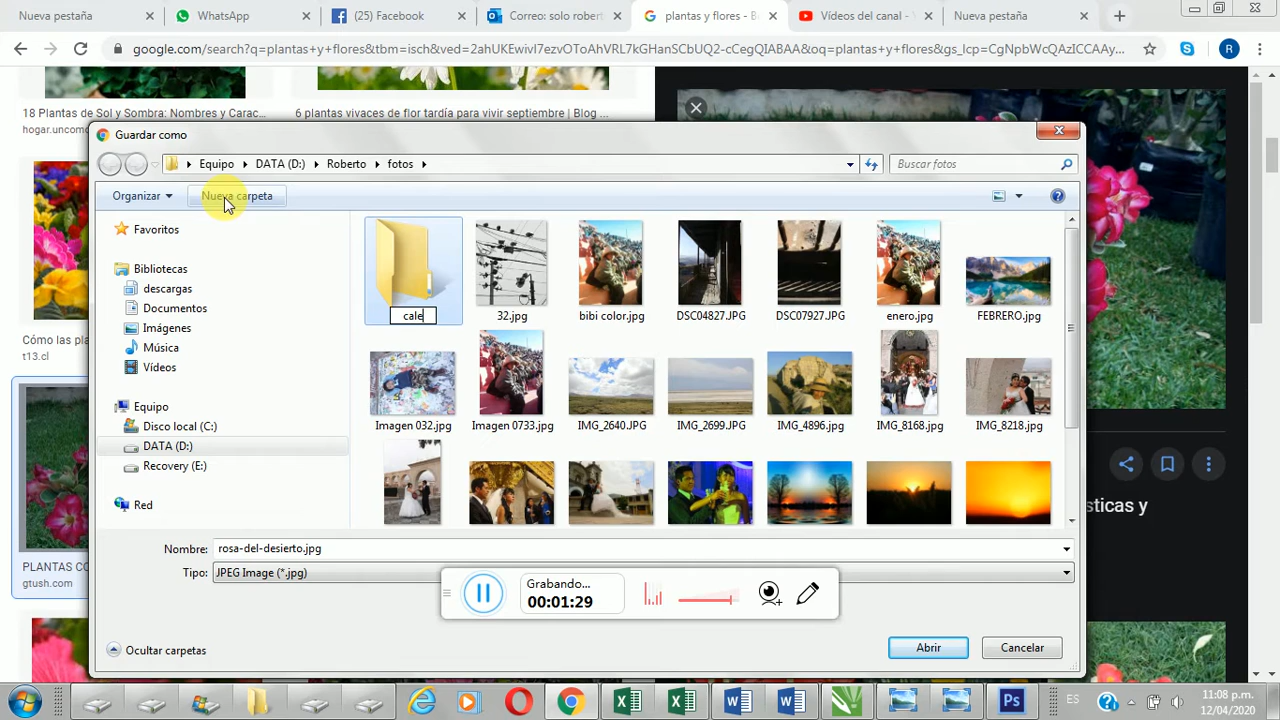 Nueva pestaña
WhatsApp
(25) Facebook
Correo: solo robert
plantas y flores - B
Vídeos del canal - Y
Nueva pestaña
google.com/search?q=plantas+y+flores&tbm=isch&ved=2ahUKEwvI7ezvOToAhVRL7kGHanSCbUQ2-cCegQIABAA&oq=plantas+y+flores&gs_lcp=CgNpbWcQAzICCAAy...
R
18 Plantas de Sol y Sombra: Nombres y Carac...
hogar.uncomo
6 plantas vivaces de flor tardía para vivir septiembre | Blog ...
Guardar como
Equipo
DATA (D:)
Roberto
fotos
Buscar fotos
Organizar
Nueva carpeta
Favoritos
Bibliotecas
descargas
Documentos
Imágenes
Música
Vídeos
Equipo
Disco local (C:)
DATA (D:)
Recovery (E:)
Red
cale
32.jpg
bibi color.jpg
DSC04827.JPG
DSC07927.JPG
enero.jpg
FEBRERO.jpg
Imagen 032.jpg
Imagen 0733.jpg
IMG_2640.JPG
IMG_2699.JPG
IMG_4896.jpg
IMG_8168.jpg
IMG_8218.jpg
Cómo las pla
t13.cl
sticas y
Nombre:
rosa-del-desierto.jpg
Tipo:
JPEG Image (*.jpg)
PLANTAS CO
gtush.com
Grabando...
00:01:29
Ocultar carpetas
Abrir
Cancelar
Ps
ES
11:08 p.m.
12/04/2020